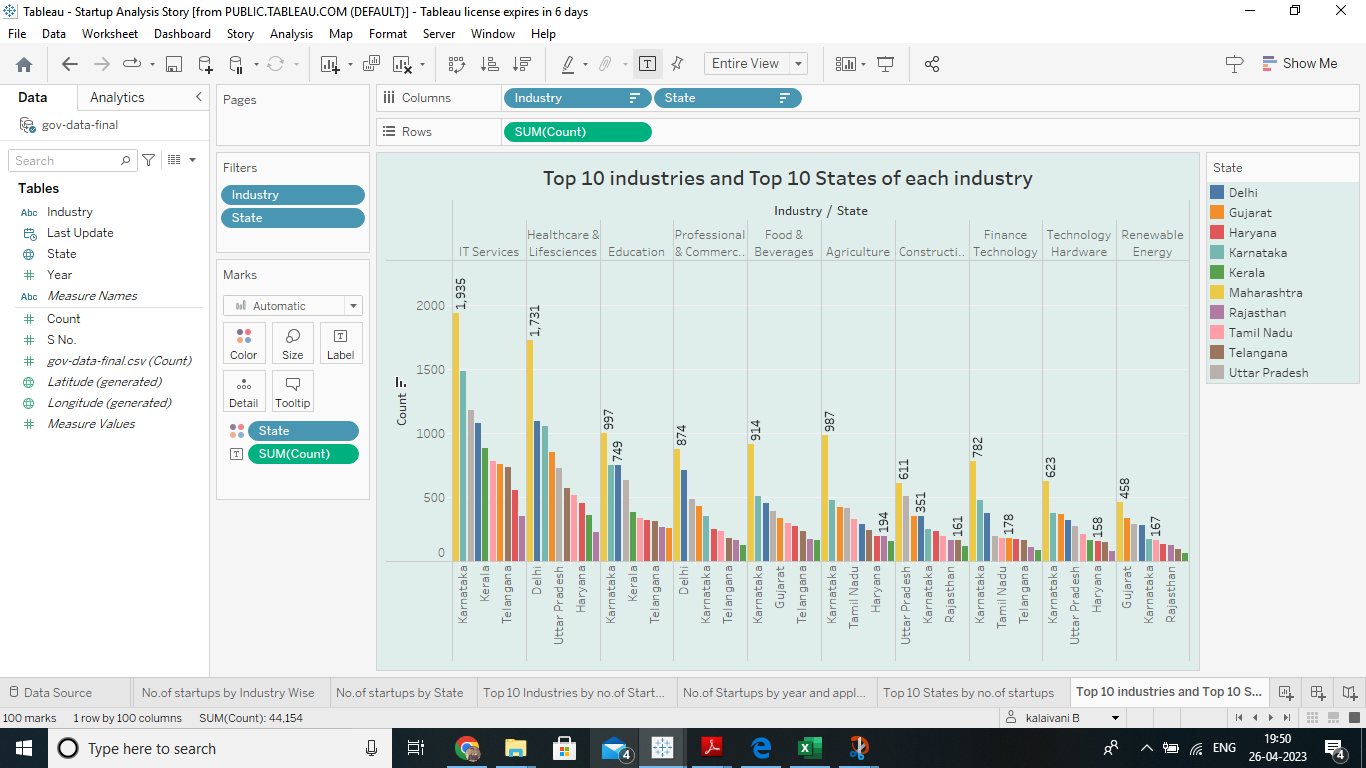 Tableau - Startup Analysis Story [from PUBLIC.TABLEAU.COM (DEFAULT)] - Tableau license expires in 6 days
File Data Worksheet Dashboard Story Analysis Map Format Server Window Help
Entire View
Show Me
Data Analytics
gov-data-final
Search
Tables
Abc Industry
Last Update
State
Year
Abc Measure Names
Count
S No.
gov-data-final.csv (Count)
Latitude (generated)
Longitude (generated)
Measure Values
Pages
Filters
Industry
State
Marks
Automatic
Color Size Label
Detail Tooltip
State
SUM(Count)
Columns Industry State
Rows SUM(Count)
Top 10 industries and Top 10 States of each industry
Industry / State
IT Services
Healthcare &
Lifesciences
Education
Professional
& Commerc..
Food &
Beverages
Agriculture
Constructi..
Finance
Technology
Technology
Hardware
Renewable
Energy
Count
2000
1500
1000
500
0
1,935
1,731
997
749
874
914
987
194
611
351
161
782
178
623
158
458
167
Karnataka
Kerala
Telangana
Delhi
Uttar Pradesh
Haryana
Karnataka
Kerala
Telangana
Delhi
Karnataka
Telangana
Karnataka
Gujarat
Telangana
Karnataka
Tamil Nadu
Haryana
Uttar Pradesh
Karnataka
Rajasthan
Karnataka
Tamil Nadu
Telangana
Karnataka
Uttar Pradesh
Haryana
Gujarat
Karnataka
Rajasthan
State
Delhi
Gujarat
Haryana
Karnataka
Kerala
Maharashtra
Rajasthan
Tamil Nadu
Telangana
Uttar Pradesh
Data Source No.of startups by Industry Wise No.of startups by State Top 10 Industries by no.of Start... No.of Startups by year and appl... Top 10 States by no.of startups Top 10 industries and Top 10 S...
100 marks 1 row by 100 columns SUM(Count): 44,154 kalaivani B
Type here to search
4
ENG
19:50
26-04-2023
4